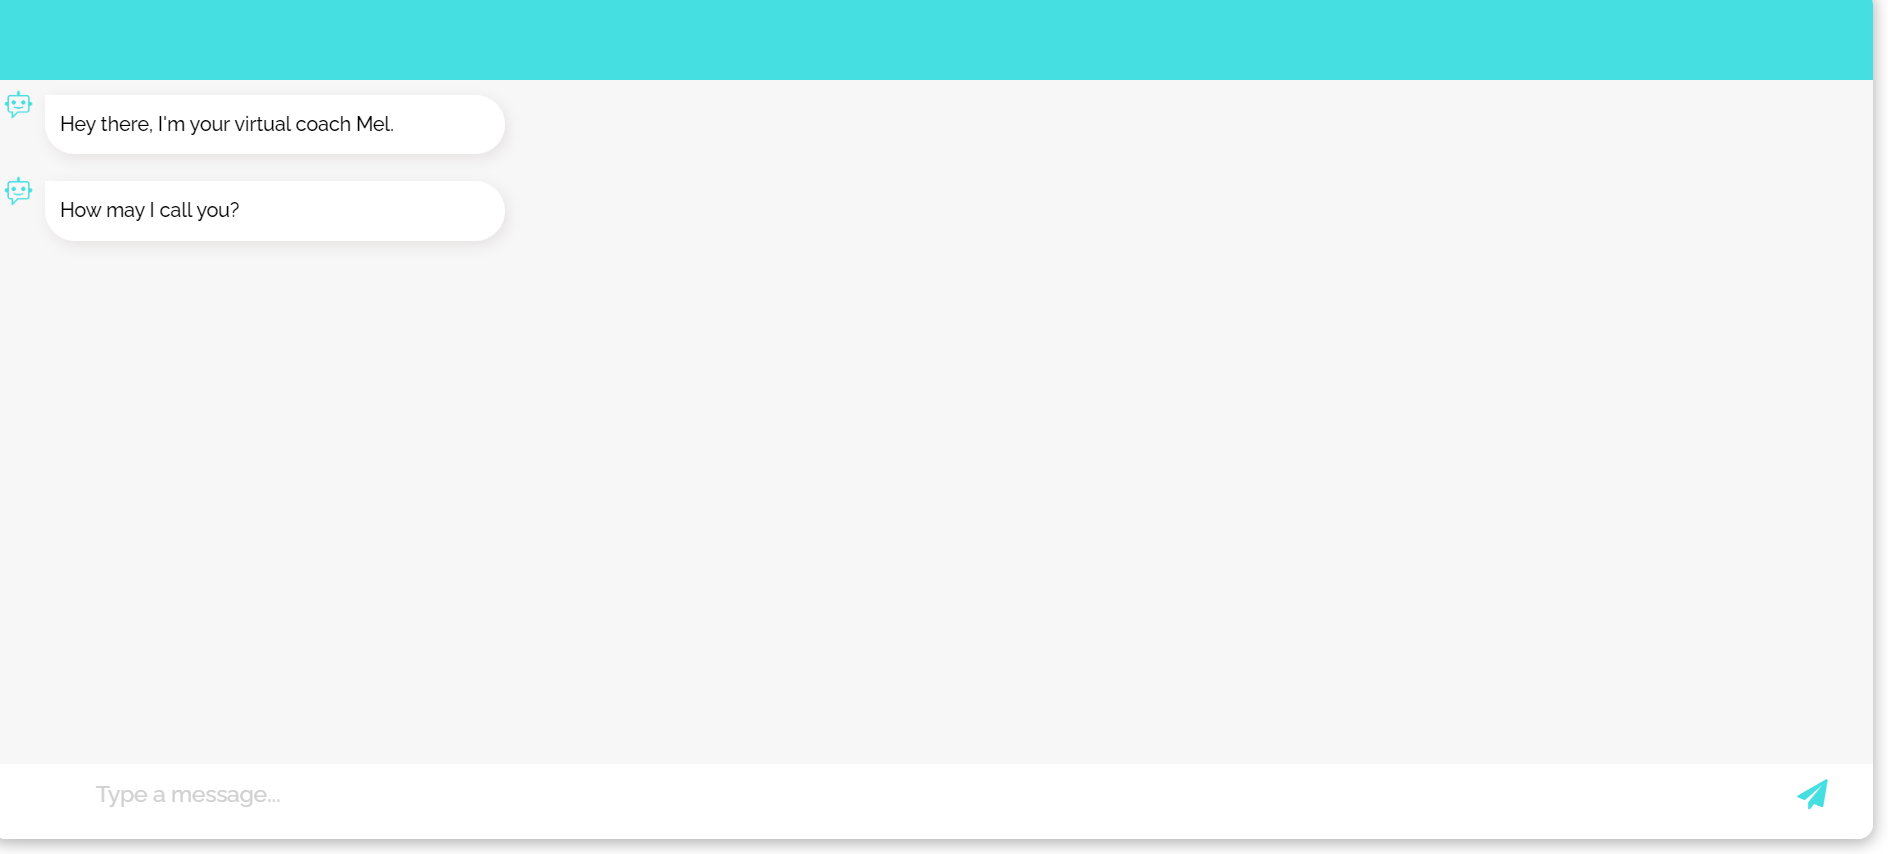 Hey there, I'm your virtual coach Mel.
How may I call you?
Type a message...